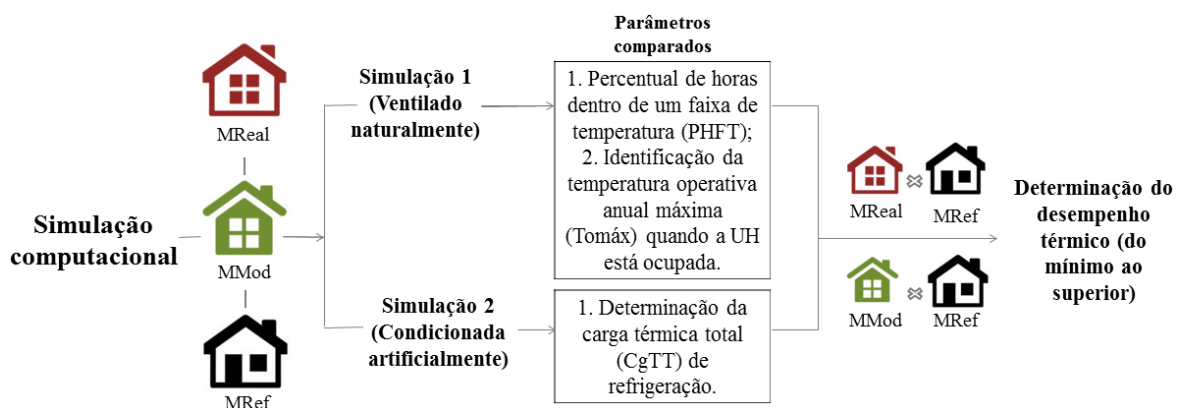 Simulação
computacional
MReal
MMod
MRef
Simulação 1
(Ventilado
naturalmente)
Simulação 2
(Condicionada
artificialmente)
Parâmetros
comparados
1. Percentual de horas
dentro de um faixa de
temperatura (PHFT);
2. Identificação da
temperatura operativa
anual máxima
(Tomáx) quando a UH
está ocupada.
1. Determinação da
carga térmica total
(CgTT) de
refrigeração.
MReal
MRef
MMod
MRef
Determinação do
desempenho
térmico (do
mínimo ao
superior)